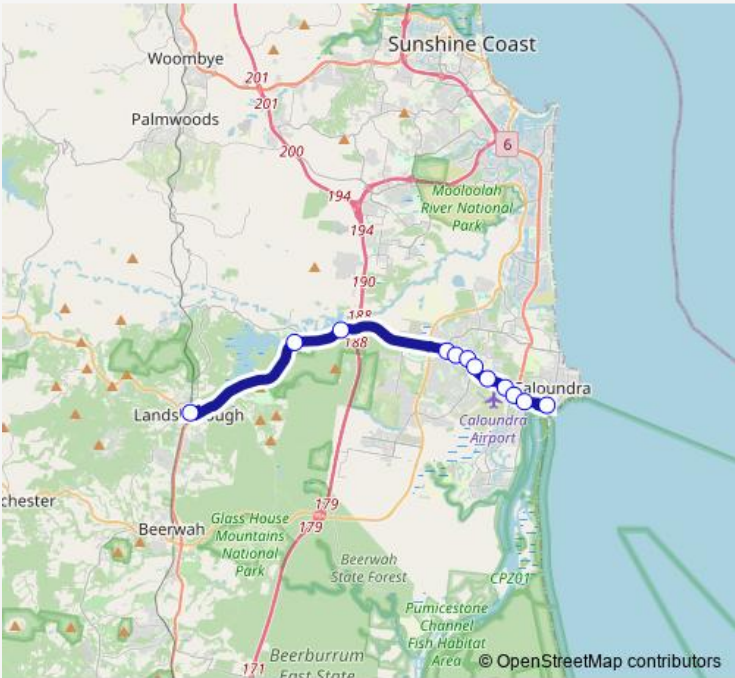 Sunshine Coast
Woombye
201
201
Palmwoods
6
200
Mooloolah
River National
Park
194
194
190
188
188
Caloundra
Landsborough
Caloundra
Airport
chester
179
179
Glass House
Mountains
National
Park
Beerwah
Beerwah
State Forest
CPZ01
Pumicestone
Channel
Fish Habitat
Area
171
Beerburrum
East State
© OpenStreetMap contributors